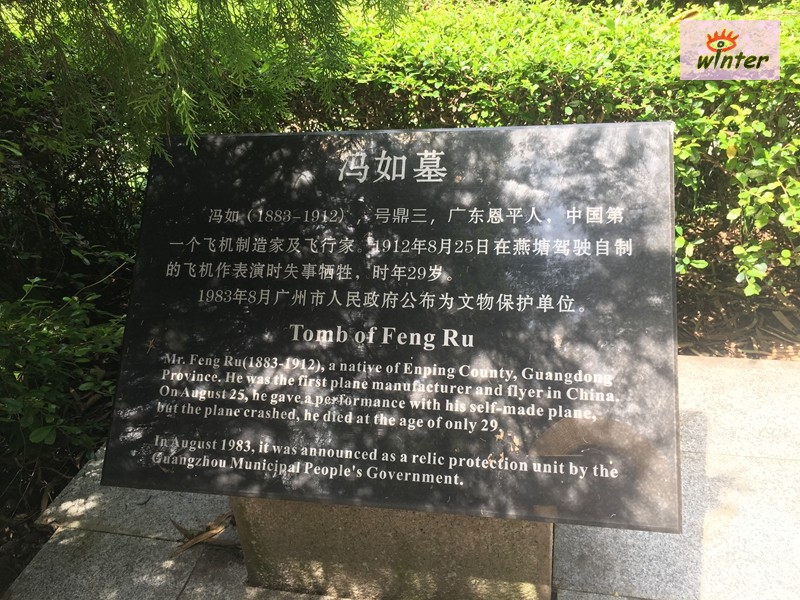 winter
冯如墓
冯如（1883-1912），号鼎三，广东恩平人，中国第
一个飞机制造家及飞行家。1912年8月25日在燕塘驾驶自制
的飞机作表演时失事牺牲，时年29岁。
1983年8月广州市人民政府公布为文物保护单位。
Tomb of Feng Ru
Mr. Feng Ru(1883-1912), a native of Enping County, Guangdong
Province. He was the first plane manufacturer and flyer in China.
On August 25, he gave a performance with his self-made plane,
but the plane crashed, he died at the age of only 29.
In August 1983, it was announced as a relic protection unit by the
Guangzhou Municipal People's Government.